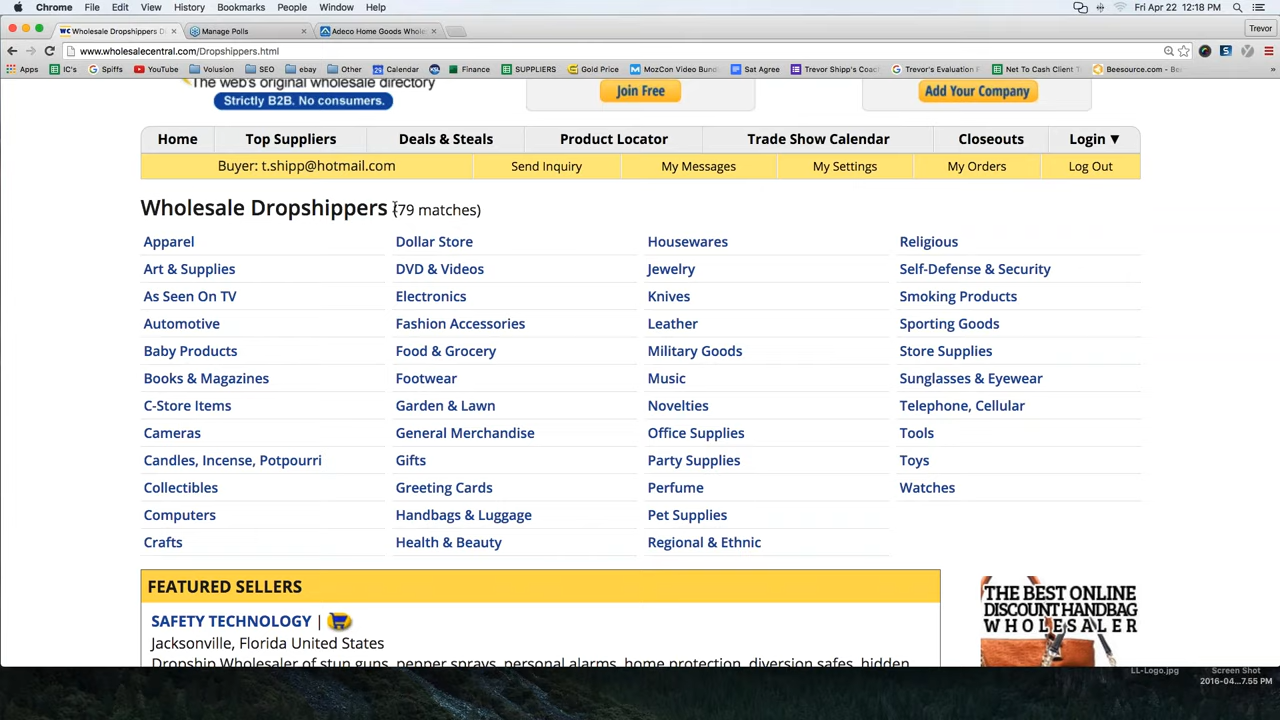 Chrome File Edit View History Bookmarks People Window Help Fri Apr 22 12:18 PM
Wholesale Dropshippers D Manage Polls Adeco Home Goods Wholes Trevor
www.wholesalecentral.com/Dropshippers.html
Apps IC's Spiffs YouTube Volusion SEO ebay Other Calendar Finance SUPPLIERS Gold Price MozCon Video Bund Sat Agree Trevor Shipp's Coac Trevor's Evaluation F Net To Cash Client T Beesource.com - Be »
The web's original wholesale directory
Strictly B2B. No consumers.
Join Free
Add Your Company
Home Top Suppliers Deals & Steals Product Locator Trade Show Calendar Closeouts Login ▼
Buyer: t.shipp@hotmail.com Send Inquiry My Messages My Settings My Orders Log Out
Wholesale Dropshippers (79 matches)
Apparel Dollar Store Housewares Religious
Art & Supplies DVD & Videos Jewelry Self-Defense & Security
As Seen On TV Electronics Knives Smoking Products
Automotive Fashion Accessories Leather Sporting Goods
Baby Products Food & Grocery Military Goods Store Supplies
Books & Magazines Footwear Music Sunglasses & Eyewear
C-Store Items Garden & Lawn Novelties Telephone, Cellular
Cameras General Merchandise Office Supplies Tools
Candles, Incense, Potpourri Gifts Party Supplies Toys
Collectibles Greeting Cards Perfume Watches
Computers Handbags & Luggage Pet Supplies
Crafts Health & Beauty Regional & Ethnic
FEATURED SELLERS
SAFETY TECHNOLOGY |
Jacksonville, Florida United States
Dropship Wholesaler of stun guns, pepper sprays, personal alarms, home protection, diversion safes, hidden
THE BEST ONLINE
DISCOUNT HANDBAG
WHOLESALER
LL-Logo.jpg
Screen Shot
2016-04...7.55 PM